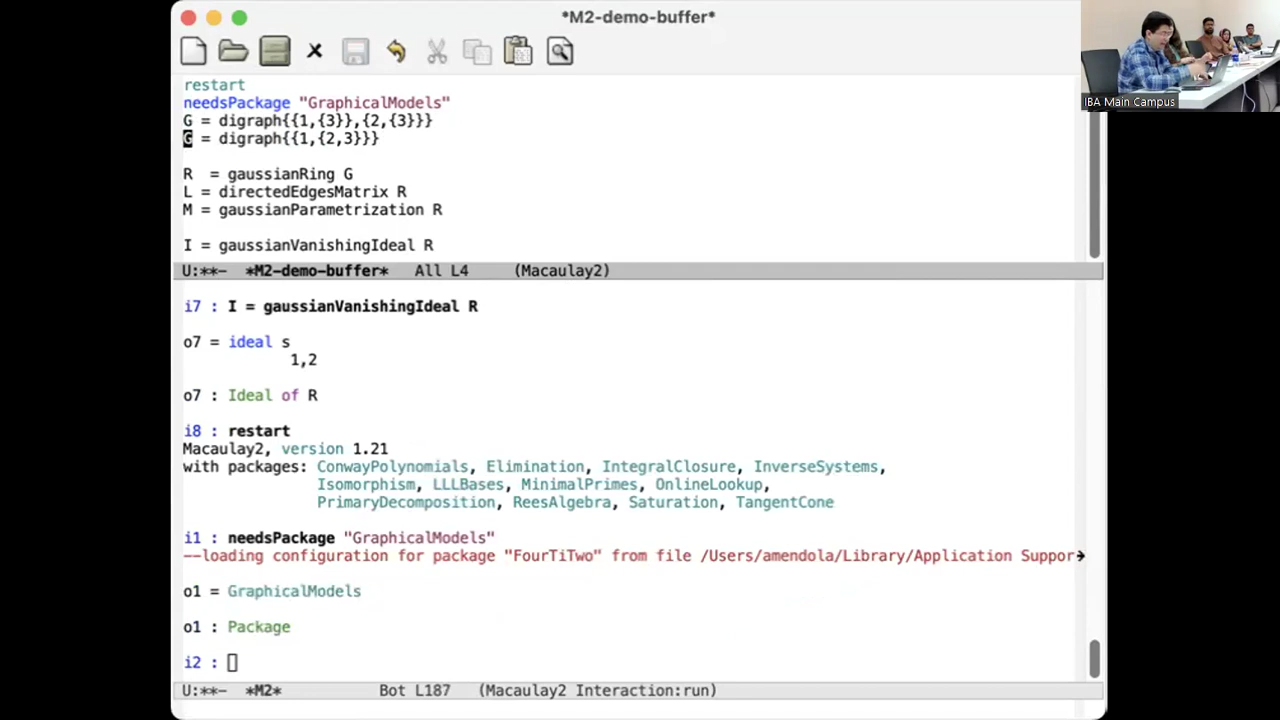 *M2-demo-buffer*
restart
needsPackage "GraphicalModels"
G = digraph{{1,{3}},{2,{3}}}
G = digraph{{1,{2,3}}}
R  = gaussianRing G
L = directedEdgesMatrix R
M = gaussianParametrization R
I = gaussianVanishingIdeal R
U:**-  *M2-demo-buffer*   All L4     (Macaulay2)
i7 : I = gaussianVanishingIdeal R
o7 = ideal s
1,2
o7 : Ideal of R
i8 : restart
Macaulay2, version 1.21
with packages: ConwayPolynomials, Elimination, IntegralClosure, InverseSystems,
Isomorphism, LLLBases, MinimalPrimes, OnlineLookup,
PrimaryDecomposition, ReesAlgebra, Saturation, TangentCone
i1 : needsPackage "GraphicalModels"
--loading configuration for package "FourTiTwo" from file /Users/amendola/Library/Application Suppor
o1 = GraphicalModels
o1 : Package
i2 :
U:**-  *M2*           Bot L187   (Macaulay2 Interaction:run)
IBA Main Campus